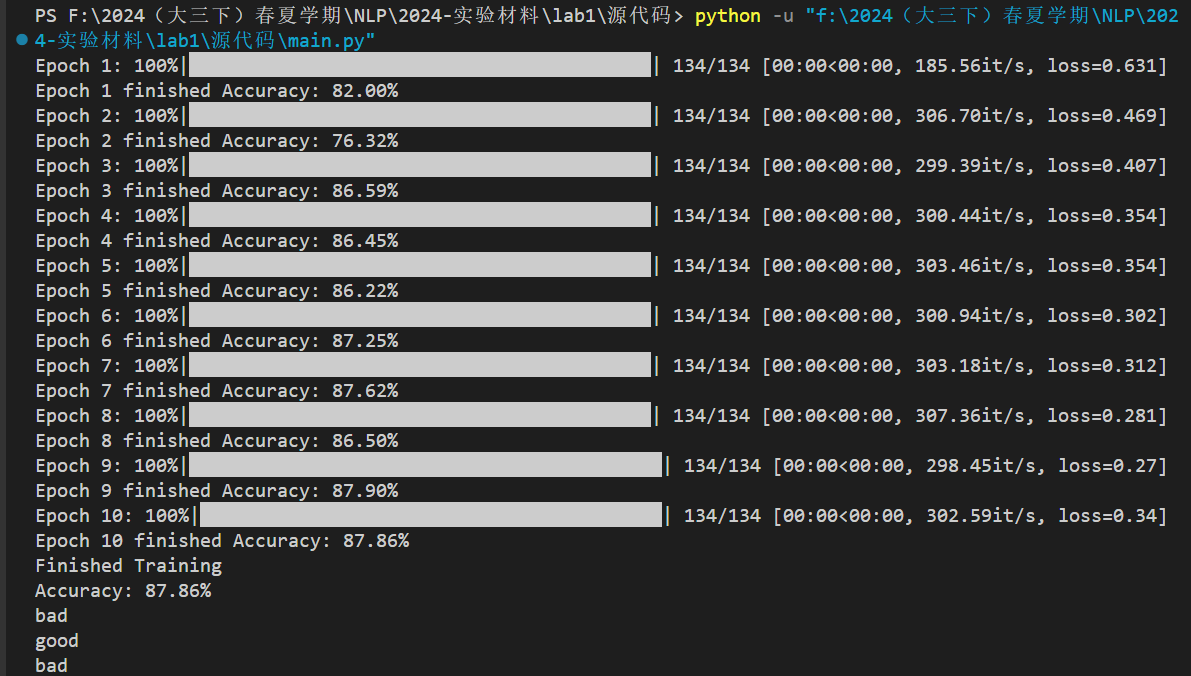 PS F:\2024（大三下）春夏学期\NLP\2024-实验材料\lab1\源代码> python -u "f:\2024（大三下）春夏学期\NLP\202
4-实验材料\lab1\源代码\main.py"
Epoch 1: 100%|| 134/134 [00:00<00:00, 185.56it/s, loss=0.631]
Epoch 1 finished Accuracy: 82.00%
Epoch 2: 100%|| 134/134 [00:00<00:00, 306.70it/s, loss=0.469]
Epoch 2 finished Accuracy: 76.32%
Epoch 3: 100%|| 134/134 [00:00<00:00, 299.39it/s, loss=0.407]
Epoch 3 finished Accuracy: 86.59%
Epoch 4: 100%|| 134/134 [00:00<00:00, 300.44it/s, loss=0.354]
Epoch 4 finished Accuracy: 86.45%
Epoch 5: 100%|| 134/134 [00:00<00:00, 303.46it/s, loss=0.354]
Epoch 5 finished Accuracy: 86.22%
Epoch 6: 100%|| 134/134 [00:00<00:00, 300.94it/s, loss=0.302]
Epoch 6 finished Accuracy: 87.25%
Epoch 7: 100%|| 134/134 [00:00<00:00, 303.18it/s, loss=0.312]
Epoch 7 finished Accuracy: 87.62%
Epoch 8: 100%|| 134/134 [00:00<00:00, 307.36it/s, loss=0.281]
Epoch 8 finished Accuracy: 86.50%
Epoch 9: 100%|| 134/134 [00:00<00:00, 298.45it/s, loss=0.27]
Epoch 9 finished Accuracy: 87.90%
Epoch 10: 100%|| 134/134 [00:00<00:00, 302.59it/s, loss=0.34]
Epoch 10 finished Accuracy: 87.86%
Finished Training
Accuracy: 87.86%
bad
good
bad